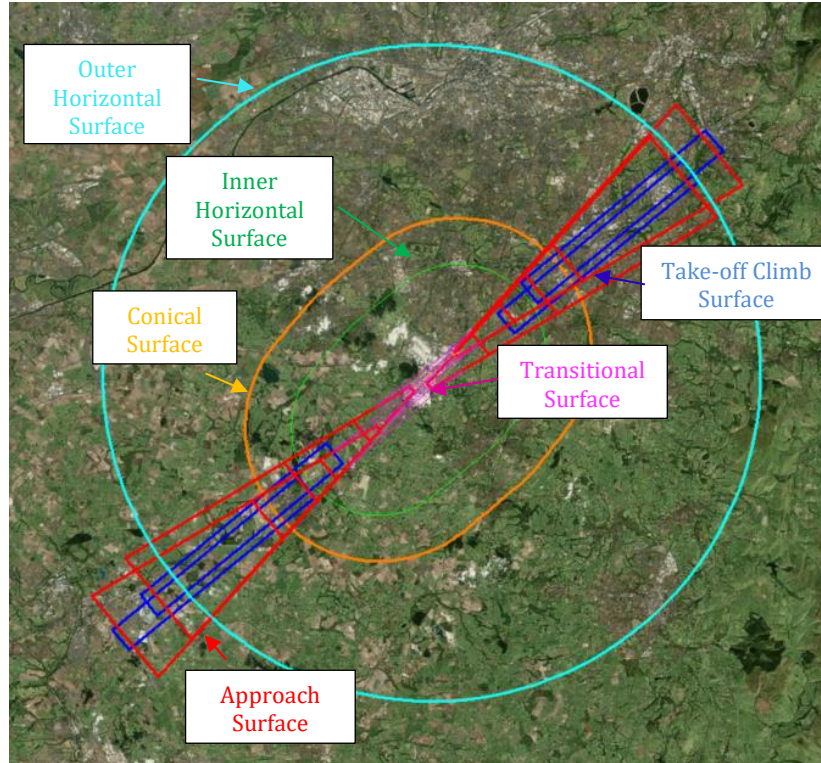 Outer
Horizontal
Surface
Inner
Horizontal
Surface
Take-off Climb
Surface
Conical
Surface
Transitional
Surface
Approach
Surface